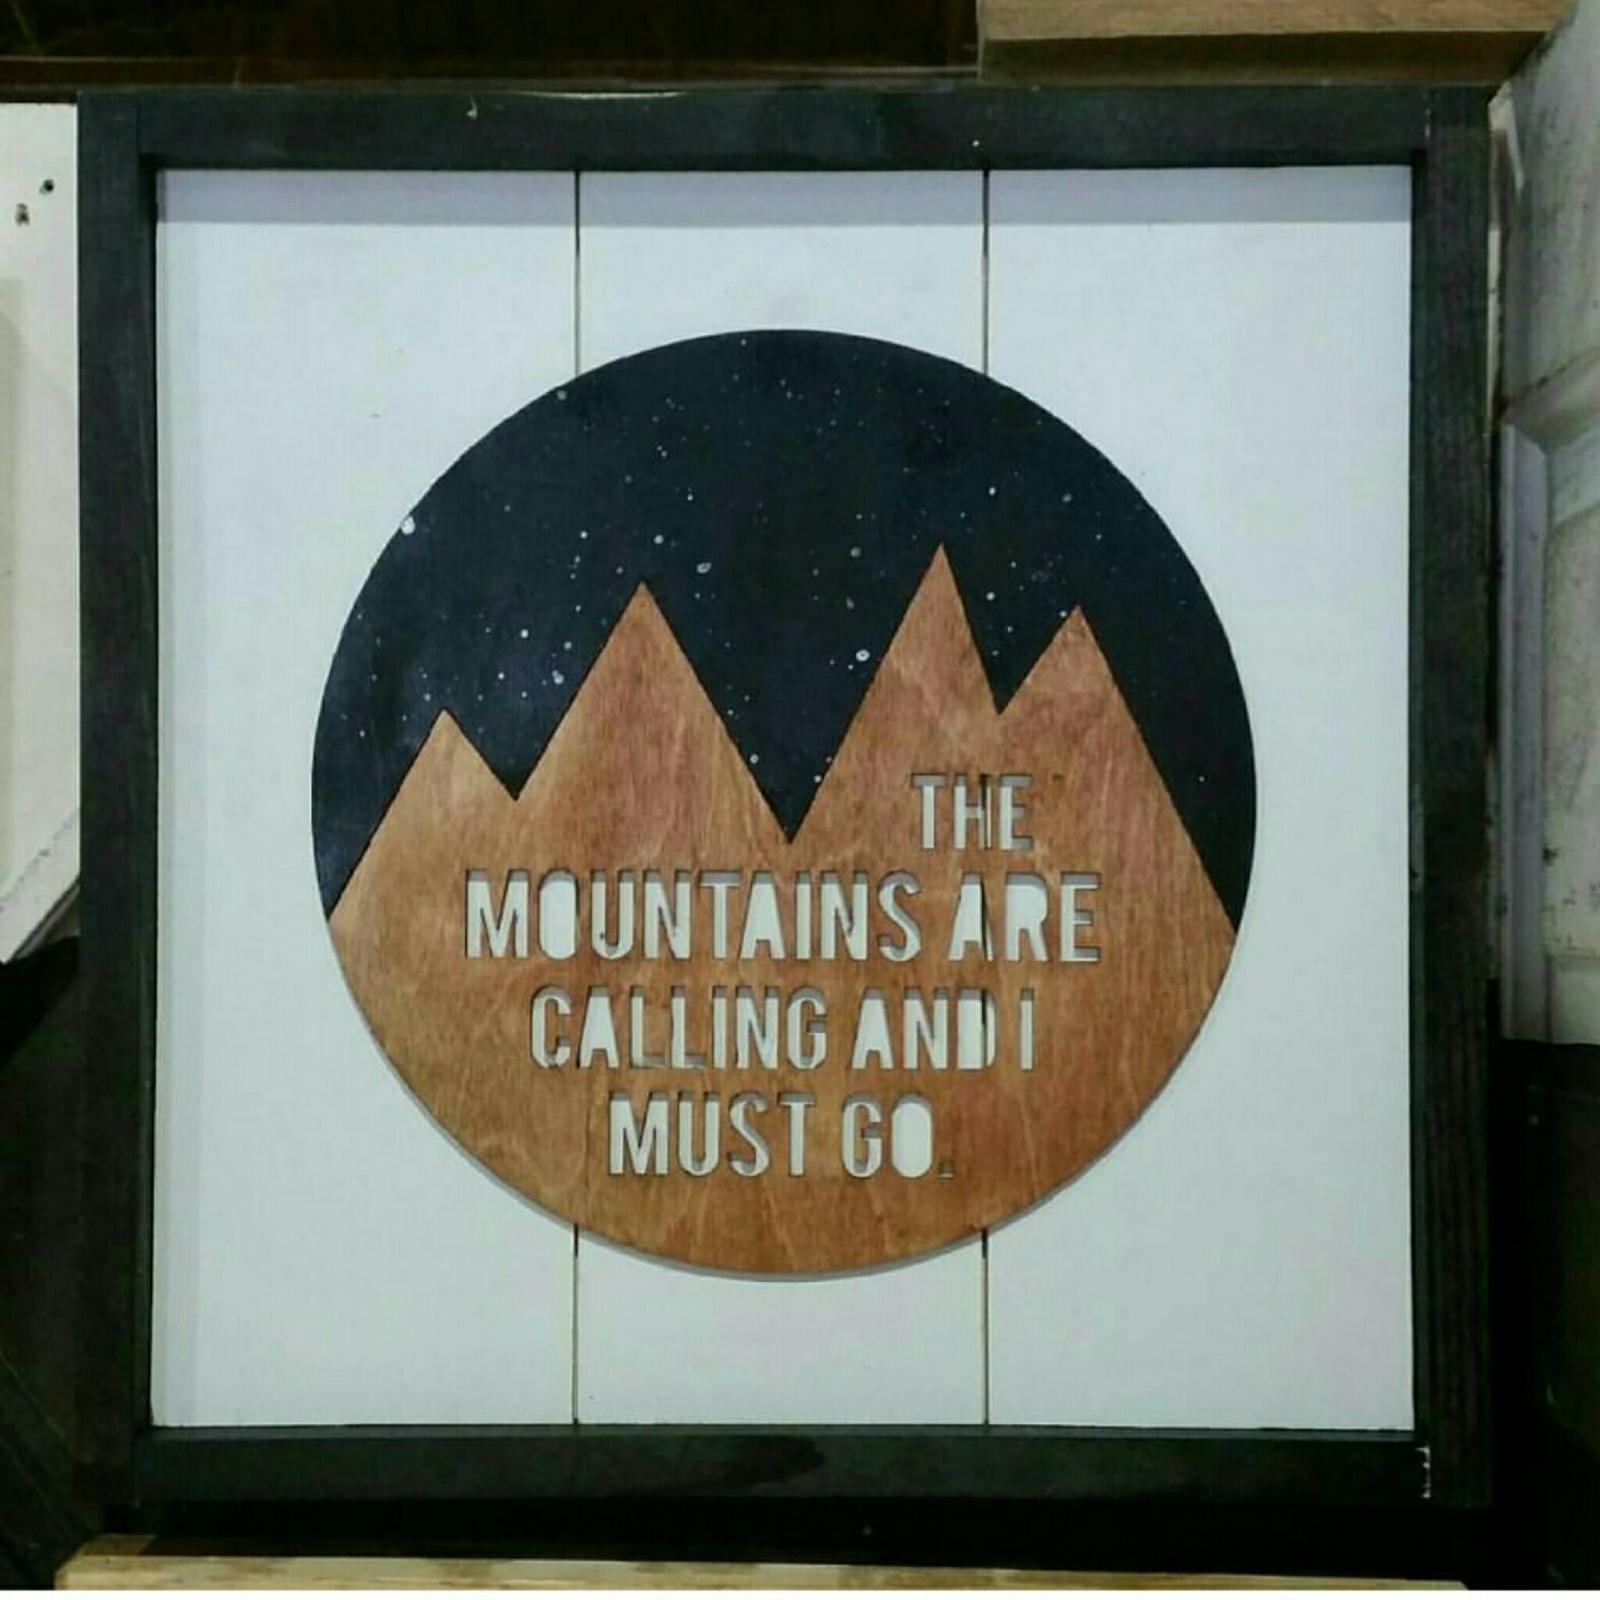 THE
MOUNTAINS ARE
CALLING AND I
MUST GO.